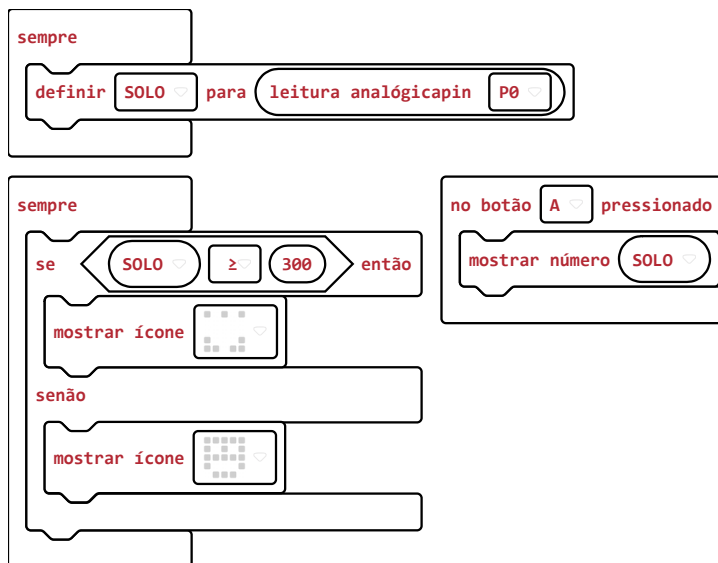 sempre
definir SOLO para leitura analógicapin P0
sempre
se SOLO ≥ 300 então
mostrar ícone
senão
mostrar ícone
no botão A pressionado
mostrar número SOLO